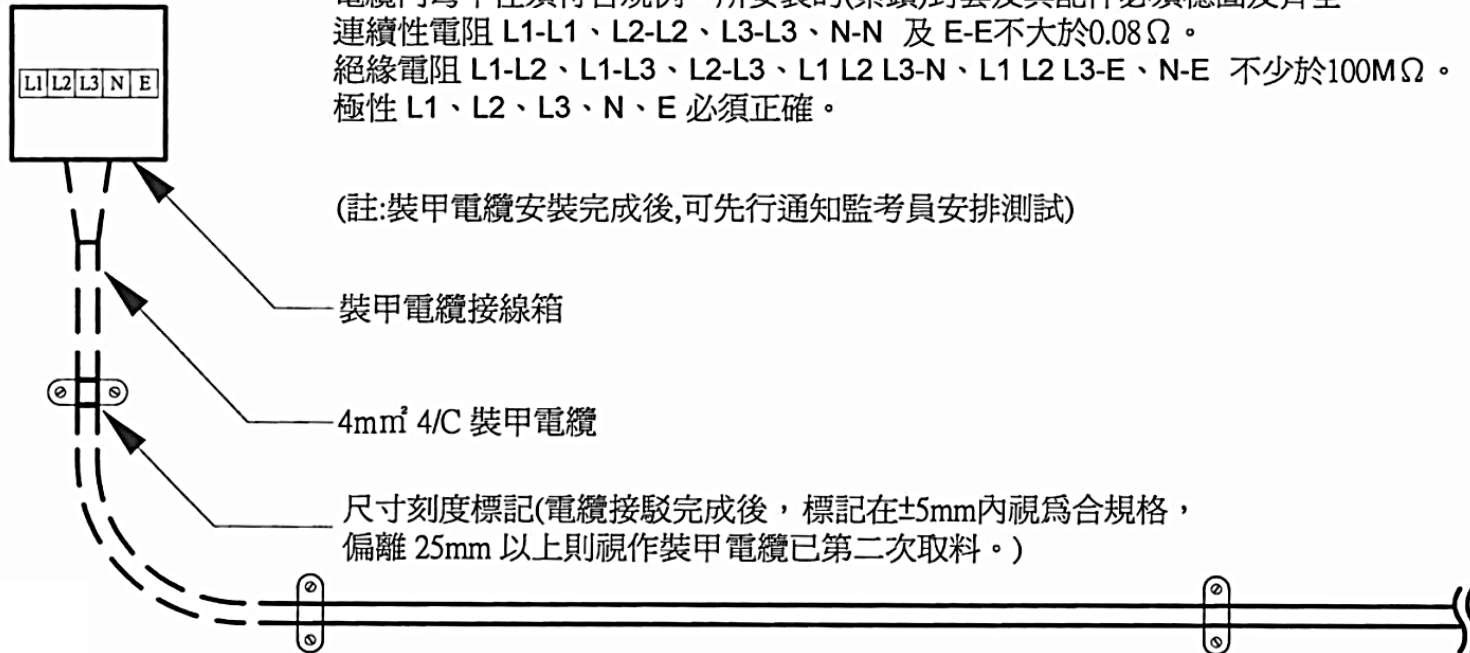 連續性電阻 L1-L1、L2-L2、L3-L3、N-N 及 E-E不大於0.08Ω。
絕緣電阻 L1-L2、L1-L3、L2-L3、L1 L2 L3-N、L1 L2 L3-E、N-E 不少於100MΩ。
極性 L1、L2、L3、N、E 必須正確。
L1 L2 L3 N E
(註:裝甲電纜安裝完成後,可先行通知監考員安排測試)
裝甲電纜接線箱
4mm² 4/C 裝甲電纜
尺寸刻度標記(電纜接駁完成後，標記在±5mm內視爲合規格，
偏離 25mm 以上則視作裝甲電纜已第二次取料。)